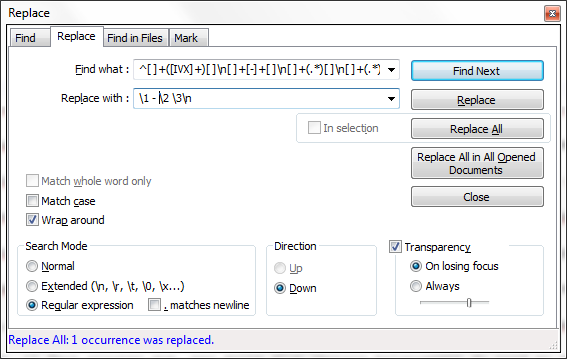 Replace
Find Replace Find in Files Mark
Find what : ^[ ]+([IVX]+)[ ]\n[ ]+[-]+[ ]\n[ ]+(.*)[ ]\n[ ]+(.*) Find Next
Replace with : \1 - \2 \3\n Replace
In selection Replace All
Replace All in All Opened
Documents
Match whole word only Close
Match case
Wrap around
Search Mode Direction Transparency
Normal Up On losing focus
Extended (\n, \r, \t, \0, \x...) Down Always
Regular expression . matches newline
Replace All: 1 occurrence was replaced.